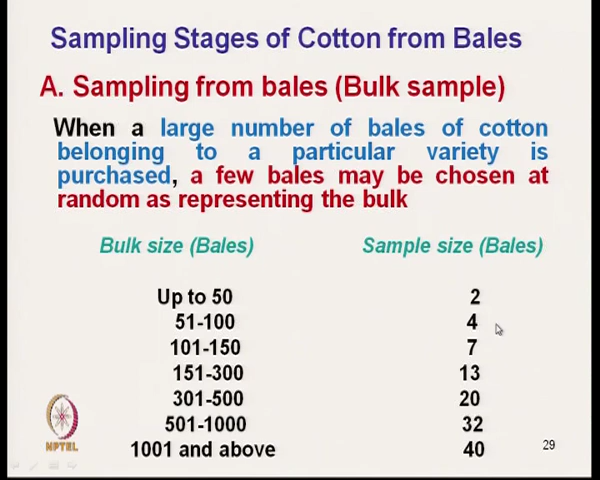 Sampling Stages of Cotton from Bales
A. Sampling from bales (Bulk sample)
When a large number of bales of cotton
belonging to a particular variety is
purchased, a few bales may be chosen at
random as representing the bulk
Bulk size (Bales) Sample size (Bales)
Up to 50 2
51-100 4
101-150 7
151-300 13
301-500 20
501-1000 32
1001 and above 40
NPTEL
29